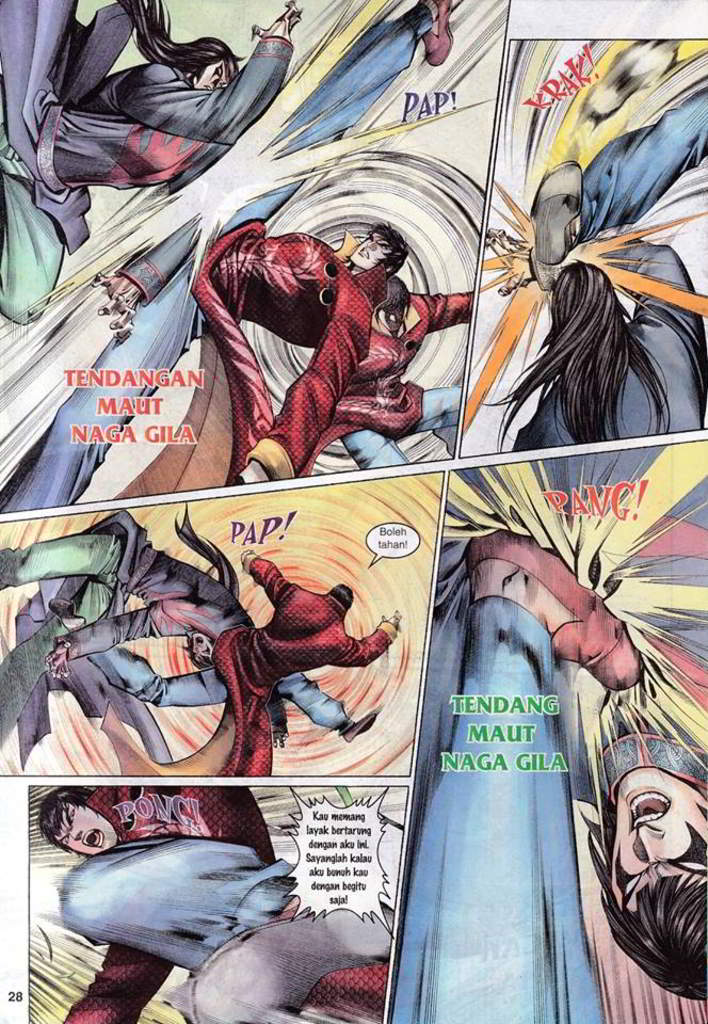 PAP!
KRAK!
TENDANGAN
MAUT
NAGA GILA
PAP!
Boleh
tahan!
PANG!
TENDANG
MAUT
NAGA GILA
PONG!
Kau memang
layak bertarung
dengan aku ini.
Sayanglah kalau
aku bunuh kau
dengan begitu
saja!
28